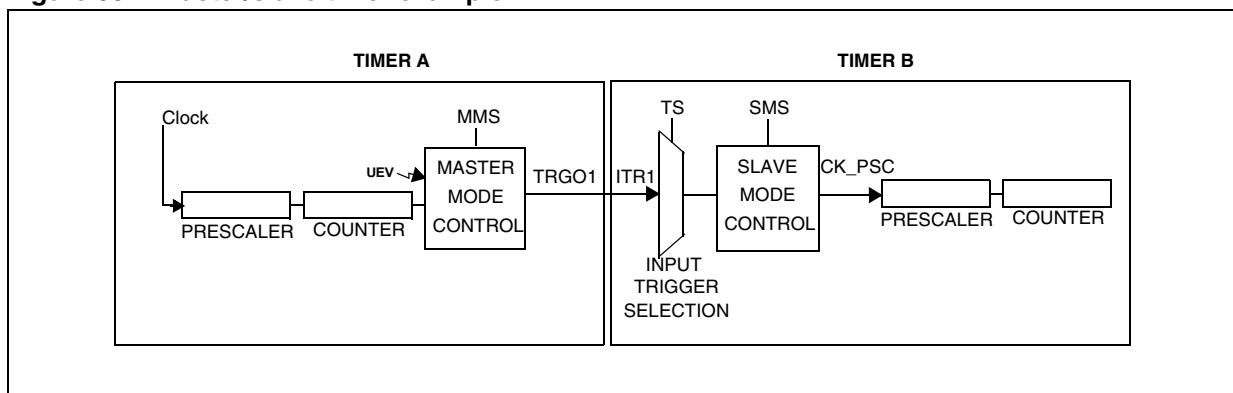 TIMER A
TIMER B
Clock
MMS
TS
SMS
UEV
MASTER
MODE
CONTROL
TRGO1
ITR1
SLAVE
MODE
CONTROL
CK_PSC
PRESCALER
COUNTER
PRESCALER
COUNTER
INPUT
TRIGGER
SELECTION